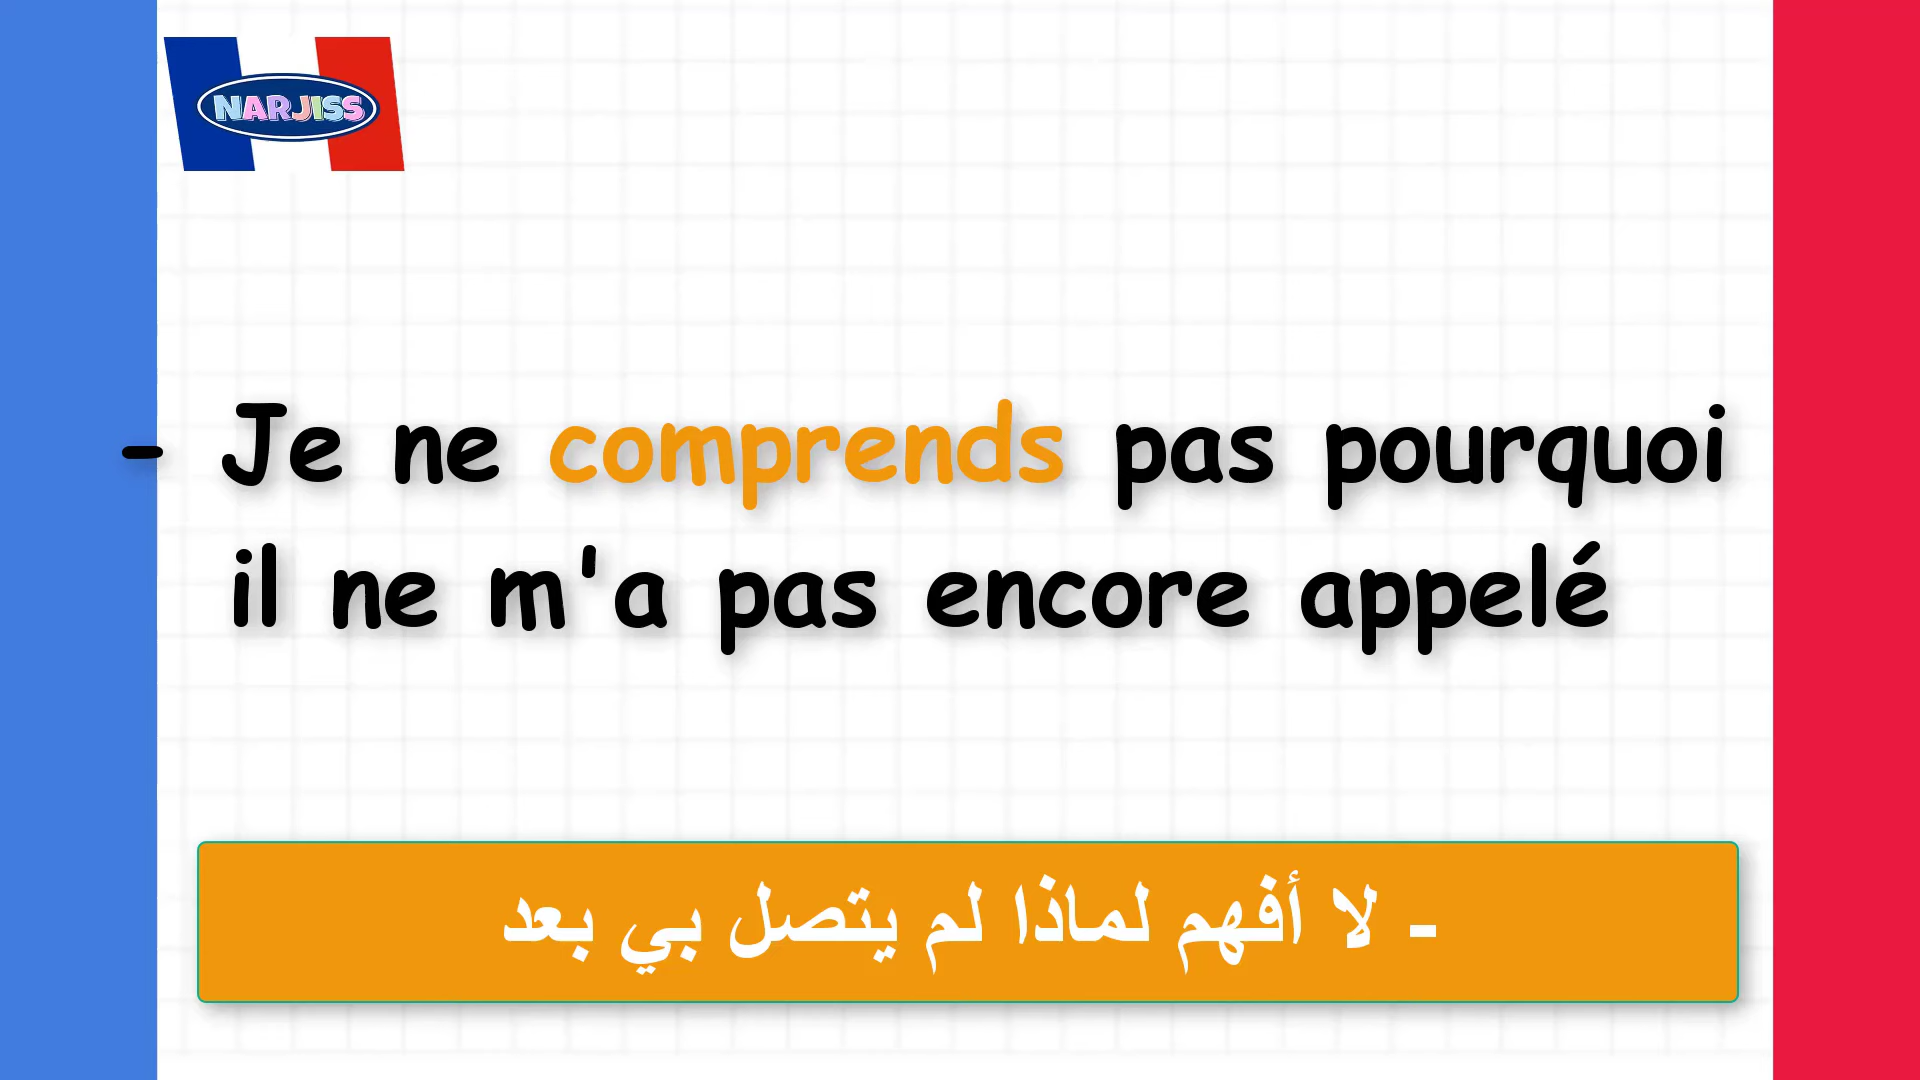 NARJISS
- Je ne comprends pas pourquoi
il ne m'a pas encore appelé
- لا أفهم لماذا لم يتصل بي بعد